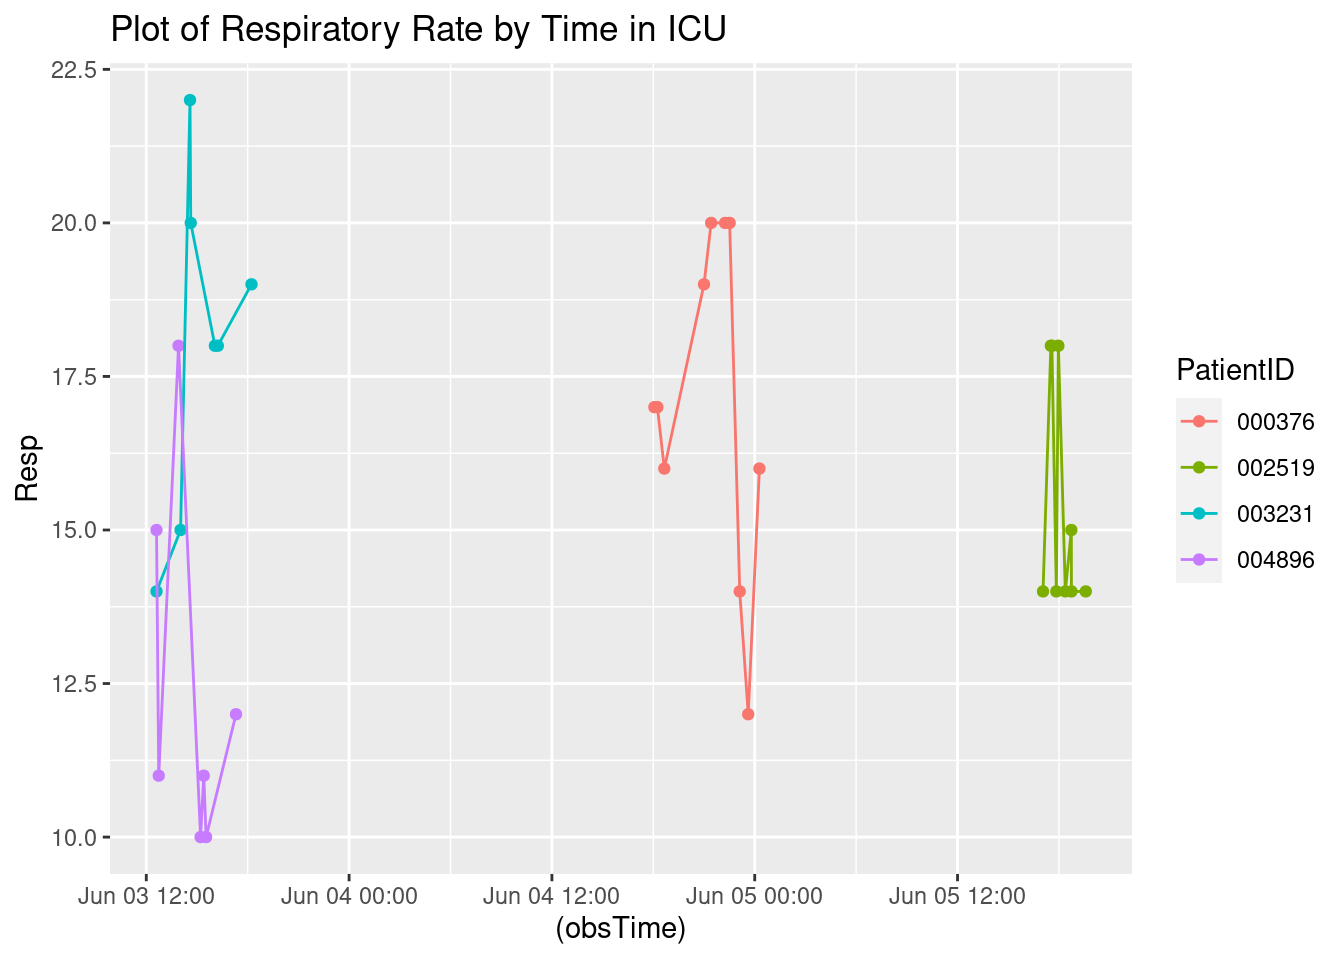 Plot of Respiratory Rate by Time in ICU
22.5
20.0
17.5
15.0
12.5
10.0
Resp
Jun 03 12:00
Jun 04 00:00
Jun 04 12:00
Jun 05 00:00
Jun 05 12:00
(obsTime)
PatientID
000376
002519
003231
004896